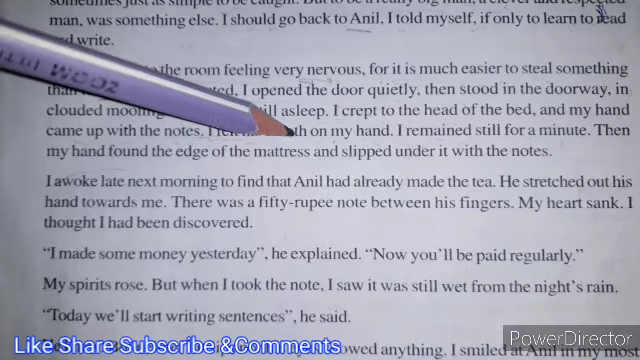 sometimes just as simple to be caught. But to be a really big man, a clever and respected
man, was something else. I should go back to Anil, I told myself, if only to learn to read
and write.
the room feeling very nervous, for it is much easier to steal something
than ted. I opened the door quietly, then stood in the doorway, in
clouded still asleep. I crept to the head of the bed, and my hand
came up with the notes. I on my hand. I remained still for a minute. Then
my hand found the edge of the mattress and slipped under it with the notes.
I awoke late next morning to find that Anil had already made the tea. He stretched out his
hand towards me. There was a fifty-rupee note between his fingers. My heart sank. I
thought I had been discovered.
“I made some money yesterday”, he explained. “Now you’ll be paid regularly.”
My spirits rose. But when I took the note, I saw it was still wet from the night’s rain.
“Today we’ll start writing sentences”, he said.
owed anything. I smiled at Anil in my most
Like Share Subscribe &Comments
PowerDirector